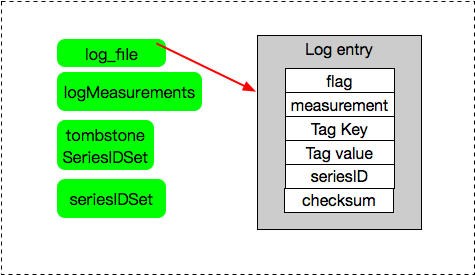 log_file
logMeasurements
tombstone
SeriesIDSet
seriesIDSet
Log entry
flag
measurement
Tag Key
Tag value
seriesID
checksum